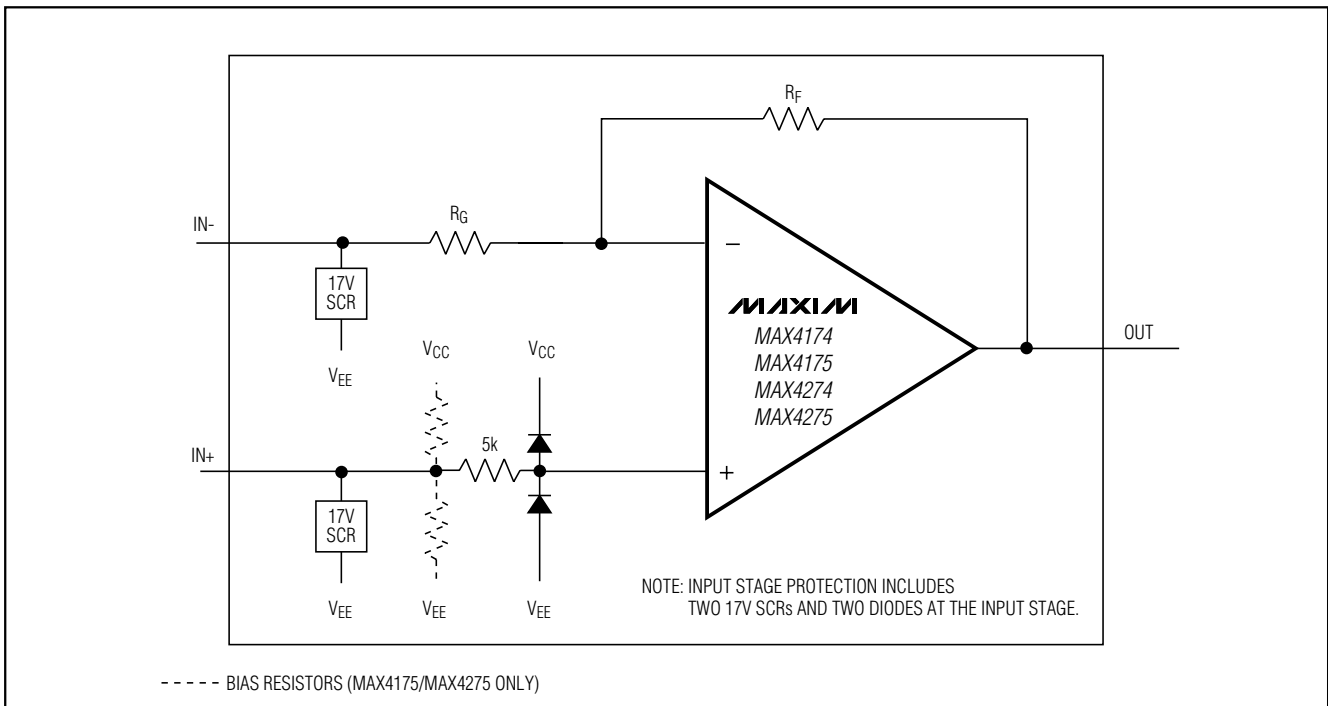 RF
RG
IN-
17V
SCR
VEE
MAXIM
MAX4174
MAX4175
MAX4274
MAX4275
OUT
VCC
VCC
5k
IN+
17V
SCR
VEE
VEE
VEE
−
+
NOTE: INPUT STAGE PROTECTION INCLUDES
TWO 17V SCRs AND TWO DIODES AT THE INPUT STAGE.
----- BIAS RESISTORS (MAX4175/MAX4275 ONLY)